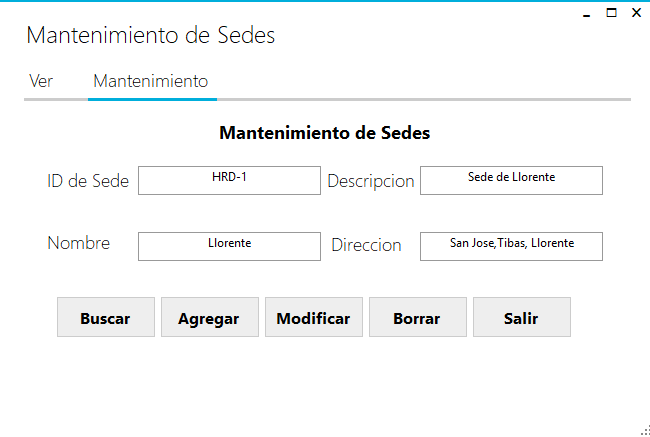 Mantenimiento de Sedes
Ver Mantenimiento
Mantenimiento de Sedes
ID de Sede HRD-1 Descripcion Sede de Llorente
Nombre Llorente Direccion San Jose,Tibas, Llorente
Buscar Agregar Modificar Borrar Salir